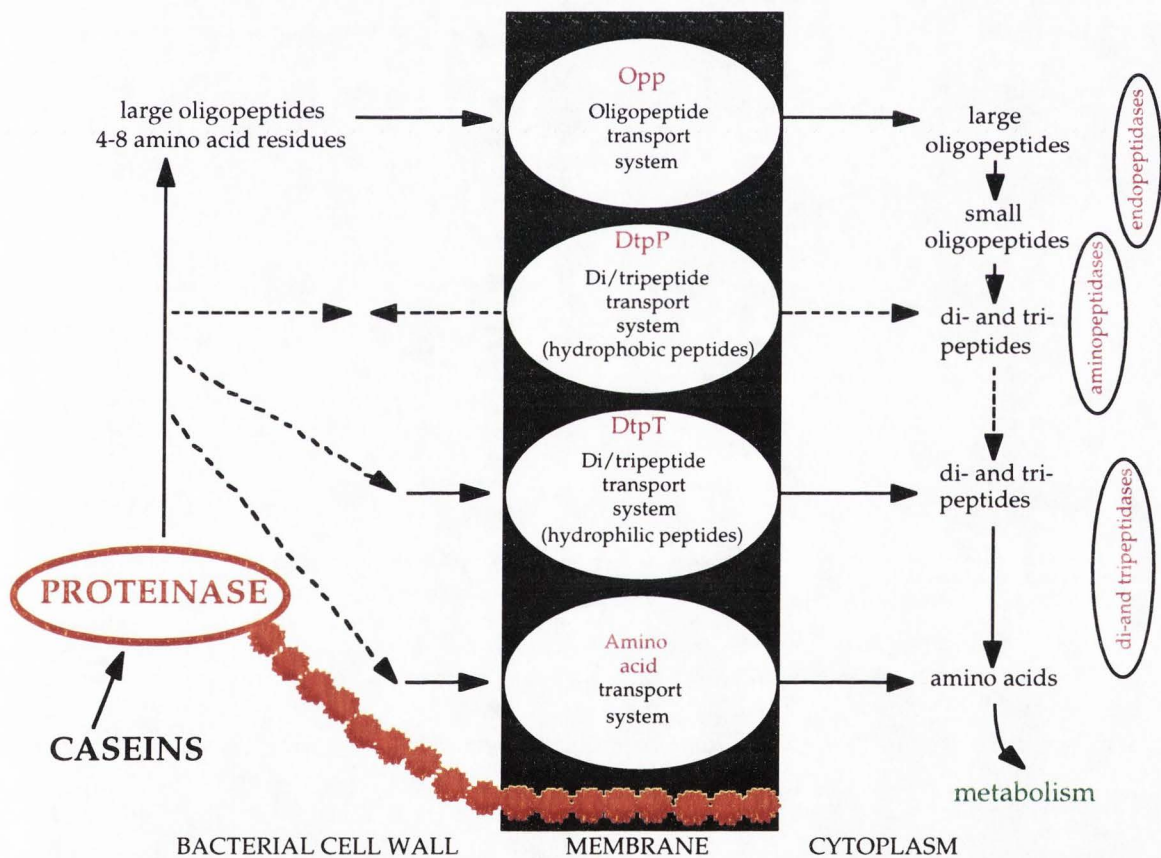 large oligopeptides
4-8 amino acid residues
PROTEINASE
CASEINS
Opp
Oligopeptide
transport
system
DtpP
Di/tripeptide
transport
system
(hydrophobic peptides)
DtpT
Di/tripeptide
transport
system
(hydrophilic peptides)
Amino
acid
transport
system
large
oligopeptides
small
oligopeptides
di- and tri-
peptides
di- and tri-
peptides
amino acids
metabolism
endopeptidases
aminopeptidases
di-and tripeptidases
BACTERIAL CELL WALL
MEMBRANE
CYTOPLASM